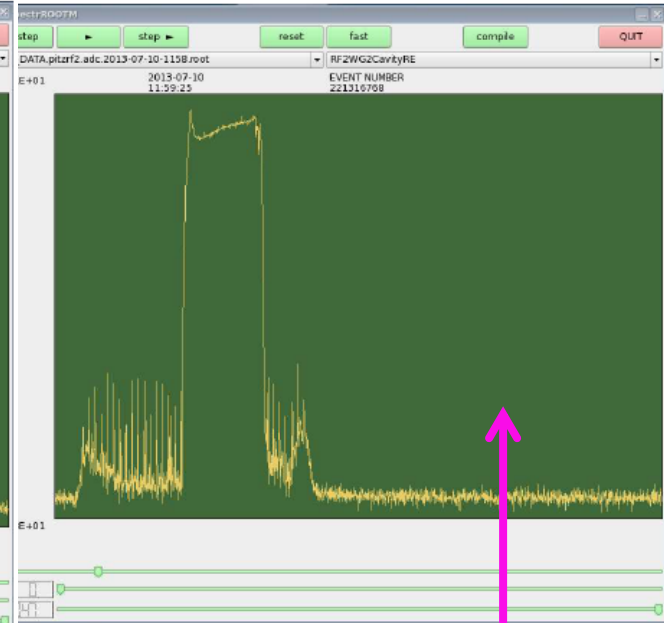 ectrROOTM
step ► step ► reset fast compile QUIT
DATA.pitzrf2.adc.2013-07-10-1158.root RF2WG2CavityRE
E+01 2013-07-10 EVENT NUMBER
11:59:25 221316768
E+01
0